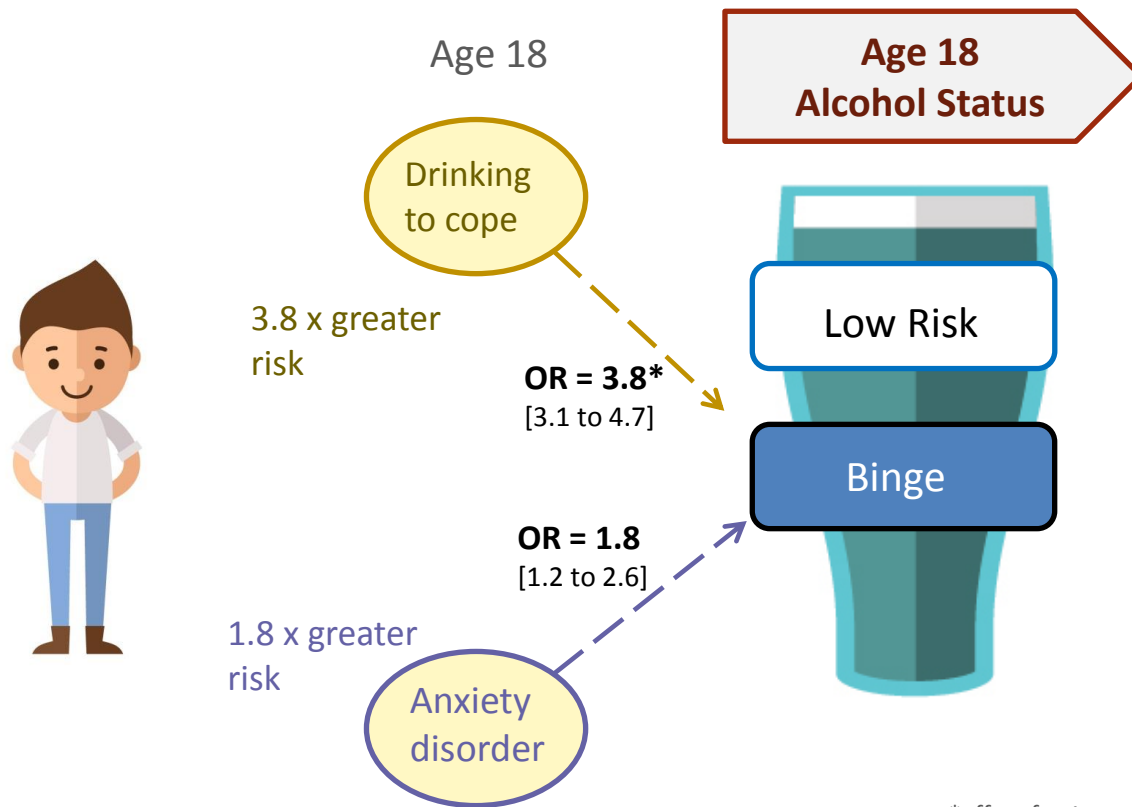 Age 18
Age 18
Alcohol Status
Drinking
to cope
3.8 x greater
risk
OR = 3.8*
[3.1 to 4.7]
Low Risk
Binge
OR = 1.8
[1.2 to 2.6]
1.8 x greater
risk
Anxiety
disorder